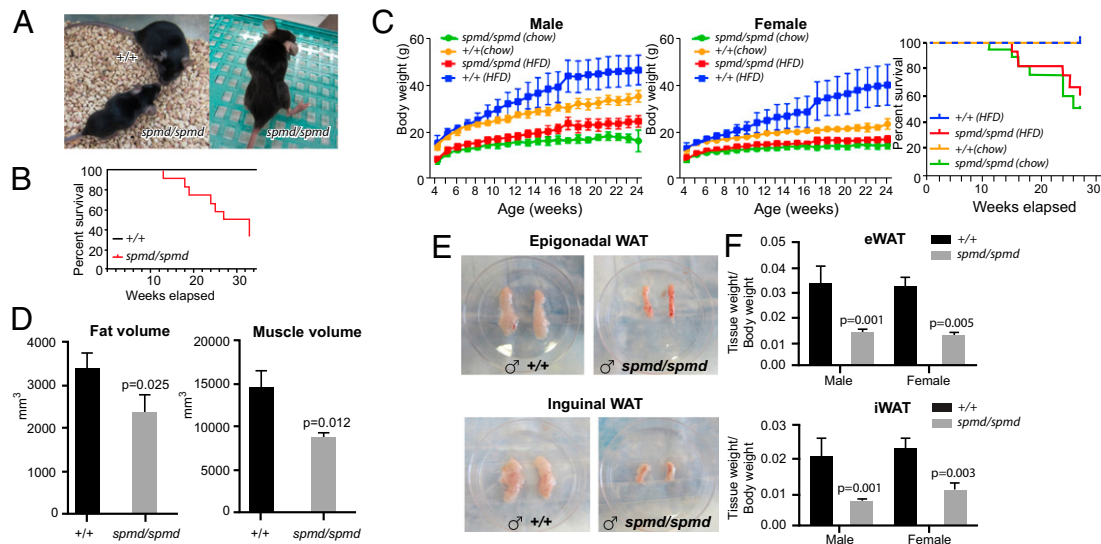 A
+/+
spmd/spmd
spmd/spmd
B
Percent survival
100
80
60
40
20
0
+/+
spmd/spmd
0
10
20
30
Weeks elapsed
C
Male
Body weight (g)
60
40
20
0
spmd/spmd (chow)
+/+(chow)
spmd/spmd (HFD)
+/+ (HFD)
4 6 8 10 12 14 16 18 20 22 24
Age (weeks)
Female
Body weight (g)
60
40
20
0
spmd/spmd (chow)
+/+(chow)
spmd/spmd (HFD)
+/+ (HFD)
4 6 8 10 12 14 16 18 20 22 24
Age (weeks)
Percent survival
100
80
60
40
20
0
+/+ (HFD)
spmd/spmd (HFD)
+/+(chow)
spmd/spmd (chow)
0 10 20 30
Weeks elapsed
D
Fat volume
mm3
4000
3000
2000
1000
0
p=0.025
+/+
spmd/spmd
Muscle volume
mm3
20000
15000
10000
5000
0
p=0.012
+/+
spmd/spmd
E
Epigonadal WAT
♂ +/+
♂ spmd/spmd
Inguinal WAT
♂ +/+
♂ spmd/spmd
F
eWAT
+/+
spmd/spmd
Tissue weight/
Body weight
0.05
0.04
0.03
0.02
0.01
0.00
p=0.001
p=0.005
Male
Female
iWAT
+/+
spmd/spmd
Tissue weight/
Body weight
0.03
0.02
0.01
0.00
p=0.001
p=0.003
Male
Female